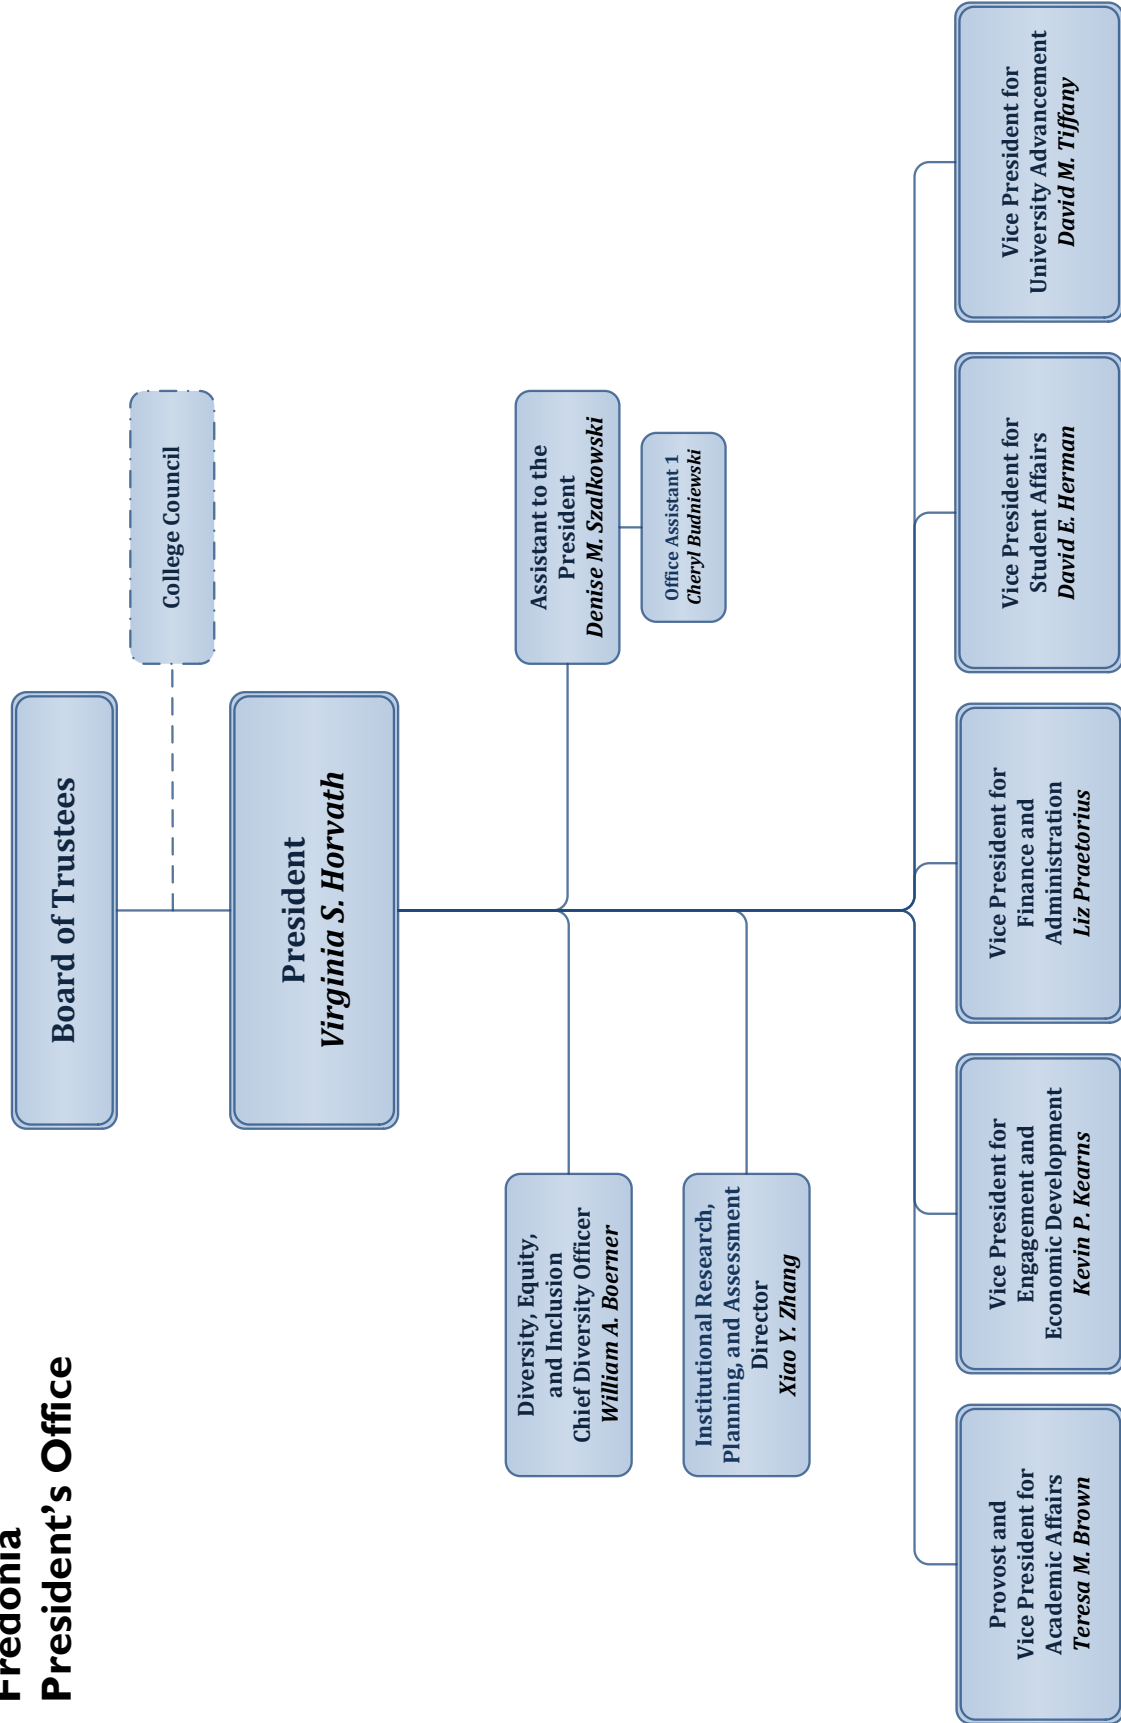 Fredonia
President's Office
Board of Trustees
College Council
President
Virginia S. Horvath
Diversity, Equity,
and Inclusion
Chief Diversity Officer
William A. Boerner
Assistant to the
President
Denise M. Szalkowski
Office Assistant 1
Cheryl Budniewski
Institutional Research,
Planning, and Assessment
Director
Xiao Y. Zhang
Provost and
Vice President for
Academic Affairs
Teresa M. Brown
Vice President for
Engagement and
Economic Development
Kevin P. Kearns
Vice President for
Finance and
Administration
Liz Praetorius
Vice President for
Student Affairs
David E. Herman
Vice President for
University Advancement
David M. Tiffany